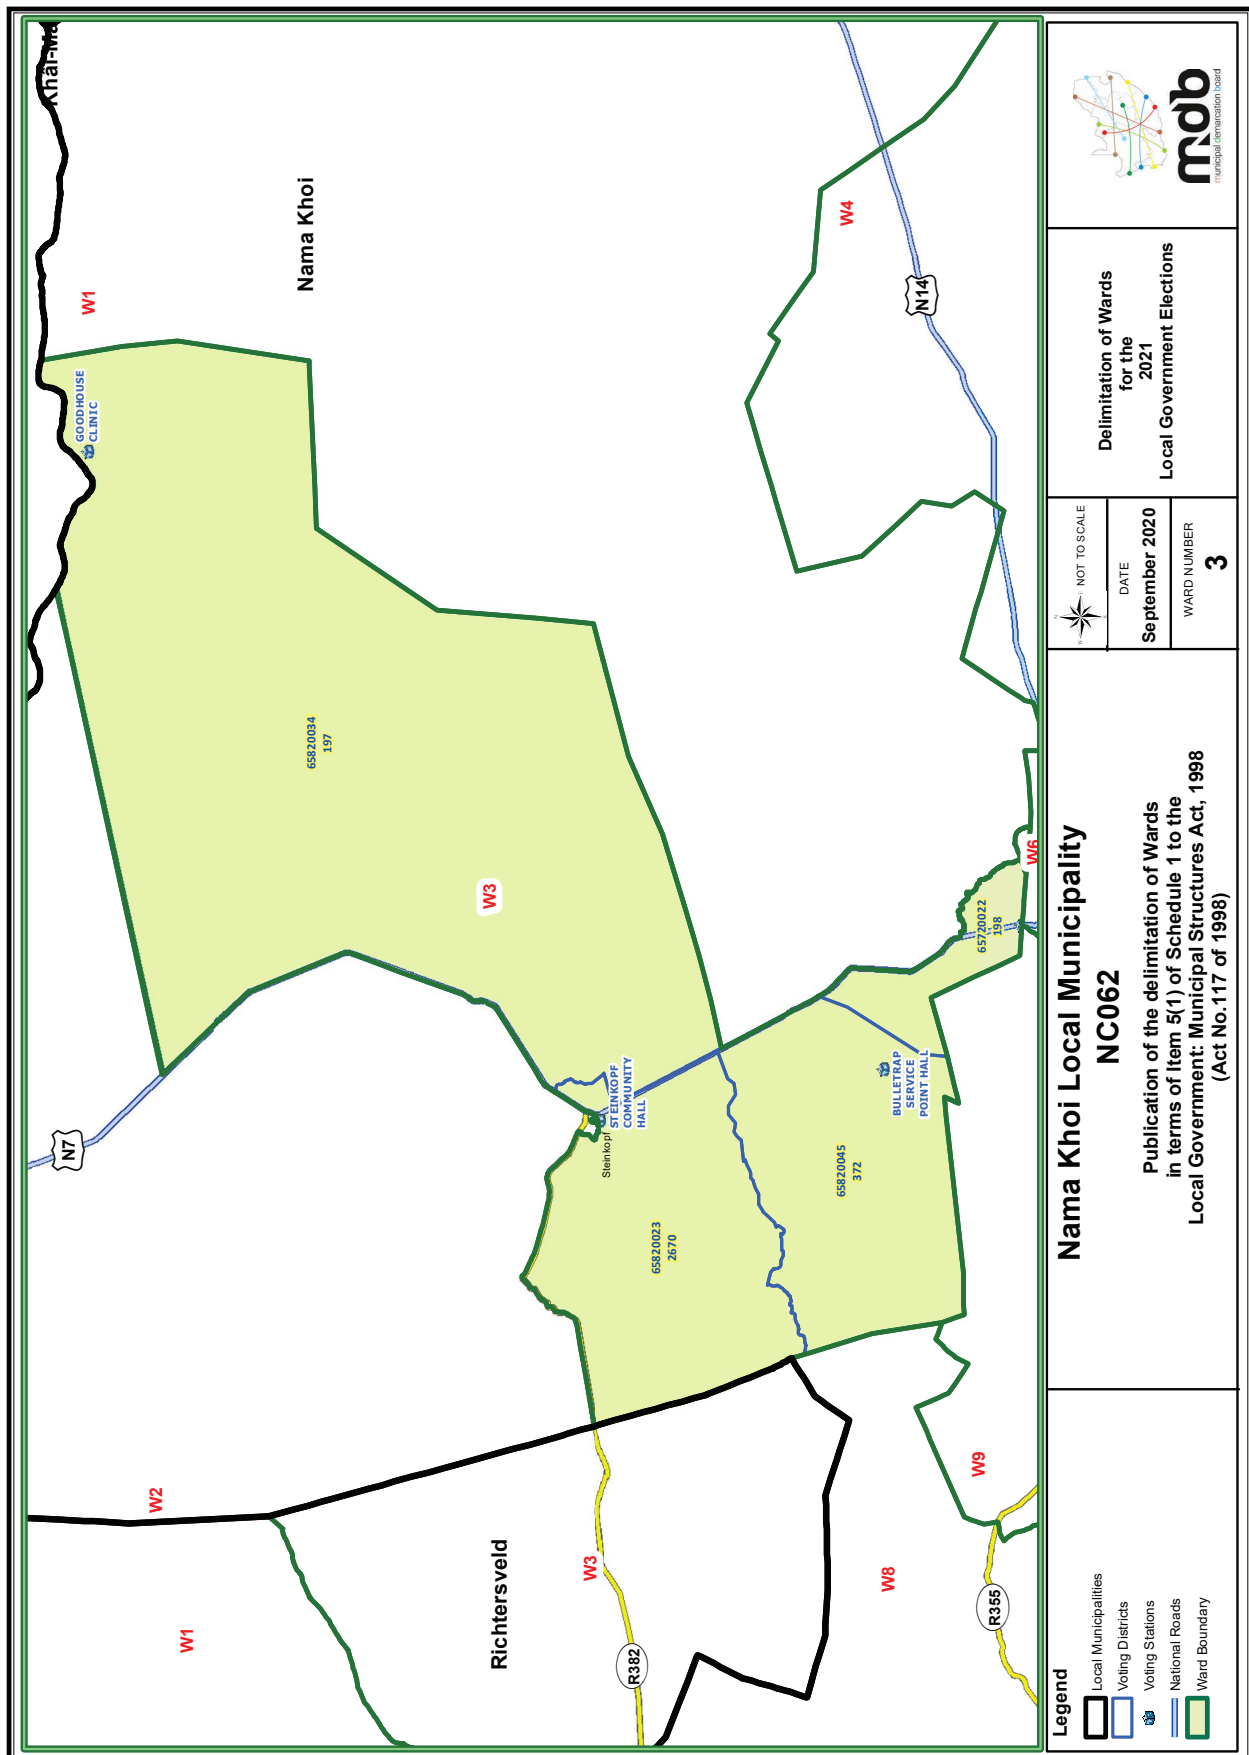 Khâi-Ma
Nama Khoi
W1
GOODHOUSE
CLINIC
W4
N14
65820034
197
W3
N7
STEINKOPF
COMMUNITY
HALL
Steinkopf
65820023
2670
BULLETRAP
SERVICE
POINT HALL
65820045
372
65720022
198
W6
W2
W1
Richtersveld
W3
R382
W8
W9
R355
Legend
Local Municipalities
Voting Districts
Voting Stations
National Roads
Ward Boundary
Nama Khoi Local Municipality
NC062
Publication of the delimitation of Wards
in terms of Item 5(1) of Schedule 1 to the
Local Government: Municipal Structures Act, 1998
(Act No.117 of 1998)
N
W
E
S
NOT TO SCALE
DATE
September 2020
WARD NUMBER
3
Delimitation of Wards
for the
2021
Local Government Elections
mdb
municipal demarcation board